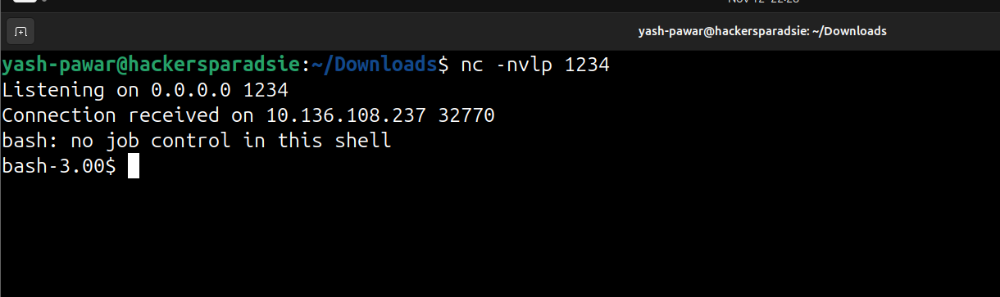 yash-pawar@hackersparadsie: ~/Downloads
yash-pawar@hackersparadsie:~/Downloads$ nc -nvlp 1234
Listening on 0.0.0.0 1234
Connection received on 10.136.108.237 32770
bash: no job control in this shell
bash-3.00$